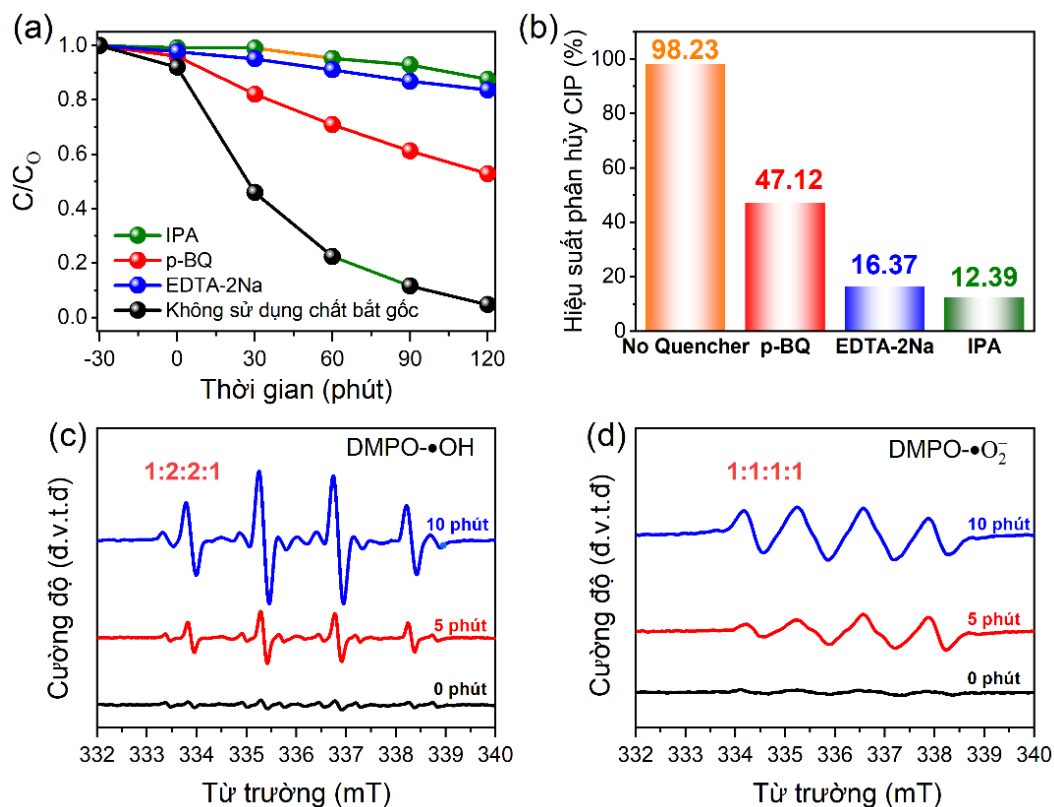 (a)
1.0
0.8
0.6
0.4
0.2
0.0
C/C₀
IPA
p-BQ
EDTA-2Na
Không sử dụng chất bắt gốc
-30 0 30 60 90 120
Thời gian (phút)
(b)
Hiệu suất phân hủy CIP (%)
100
80
60
40
20
0
98.23
47.12
16.37
12.39
No Quencher p-BQ EDTA-2Na IPA
(c)
DMPO-●OH
1:2:2:1
10 phút
5 phút
0 phút
Cường độ (đ.v.t.đ)
332 333 334 335 336 337 338 339 340
Từ trường (mT)
(d)
DMPO-●O₂⁻
1:1:1:1
10 phút
5 phút
0 phút
Cường độ (đ.v.t.đ)
332 333 334 335 336 337 338 339 340
Từ trường (mT)